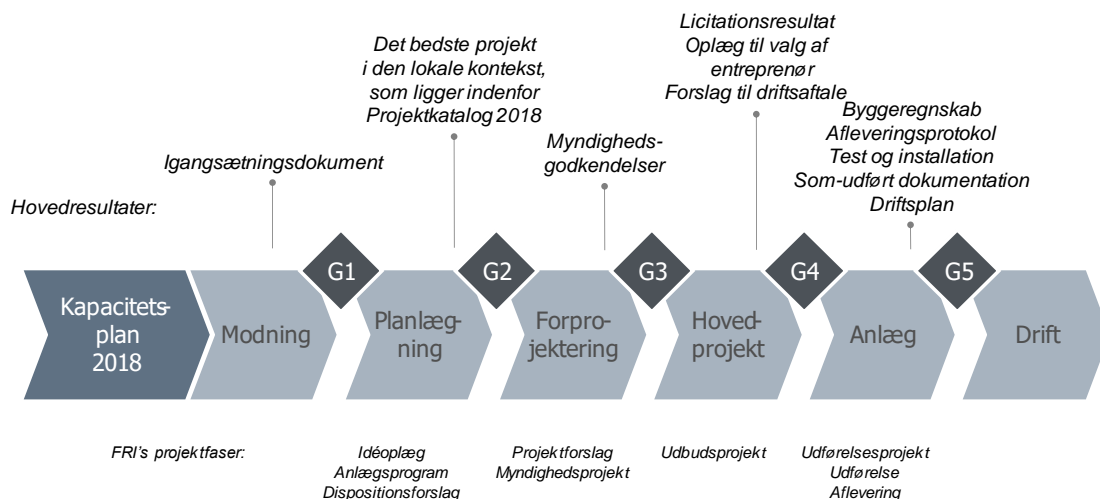 Licitationsresultat
Oplæg til valg af
entreprenør
Forslag til driftsaftale
Det bedste projekt
i den lokale kontekst,
som ligger indenfor
Projektkatalog 2018
Byggeregnskab
Afleveringsprotokol
Test og installation
Som-udført dokumentation
Driftsplan
Myndigheds-
godkendelser
Igangsætningsdokument
Hovedresultater:
G1
G2
G3
G4
G5
Kapacitets-
plan
2018
Modning
Planlæg-
ning
Forpro-
jektering
Hoved-
projekt
Anlæg
Drift
FRI's projektfaser:
Idéoplæg
Anlægsprogram
Dispositionsforslag
Projektforslag
Myndighedsprojekt
Udbudsprojekt
Udførelsesprojekt
Udførelse
Aflevering